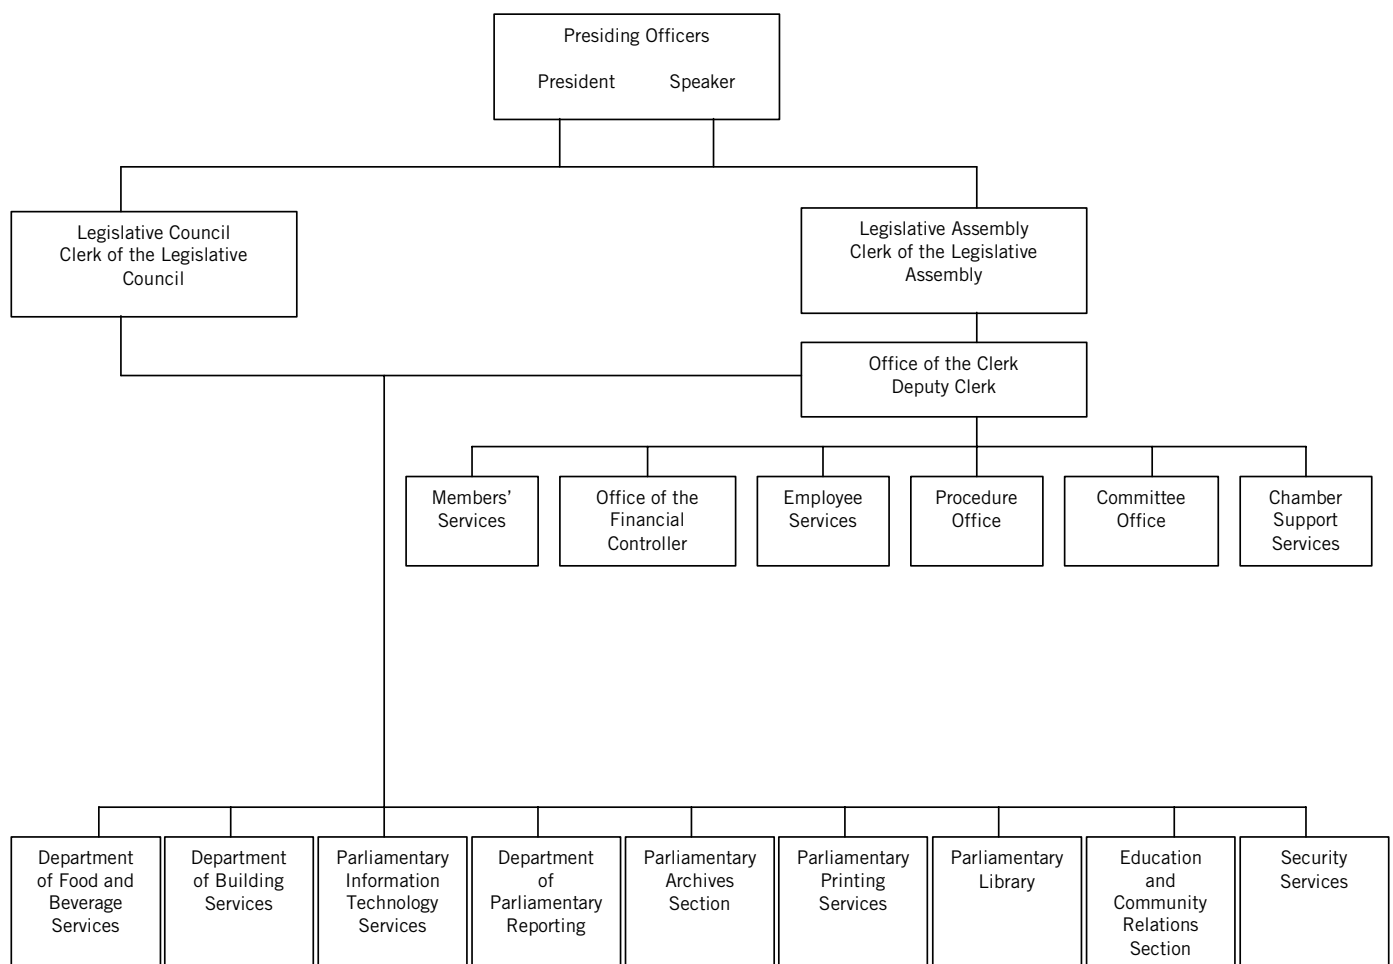 Presiding Officers
President Speaker
Legislative Council
Clerk of the Legislative
Council
Legislative Assembly
Clerk of the Legislative
Assembly
Office of the Clerk
Deputy Clerk
Members’
Services
Office of the
Financial
Controller
Employee
Services
Procedure
Office
Committee
Office
Chamber
Support
Services
Department
of Food and
Beverage
Services
Department
of Building
Services
Parliamentary
Information
Technology
Services
Department
of
Parliamentary
Reporting
Parliamentary
Archives
Section
Parliamentary
Printing
Services
Parliamentary
Library
Education
and
Community
Relations
Section
Security
Services